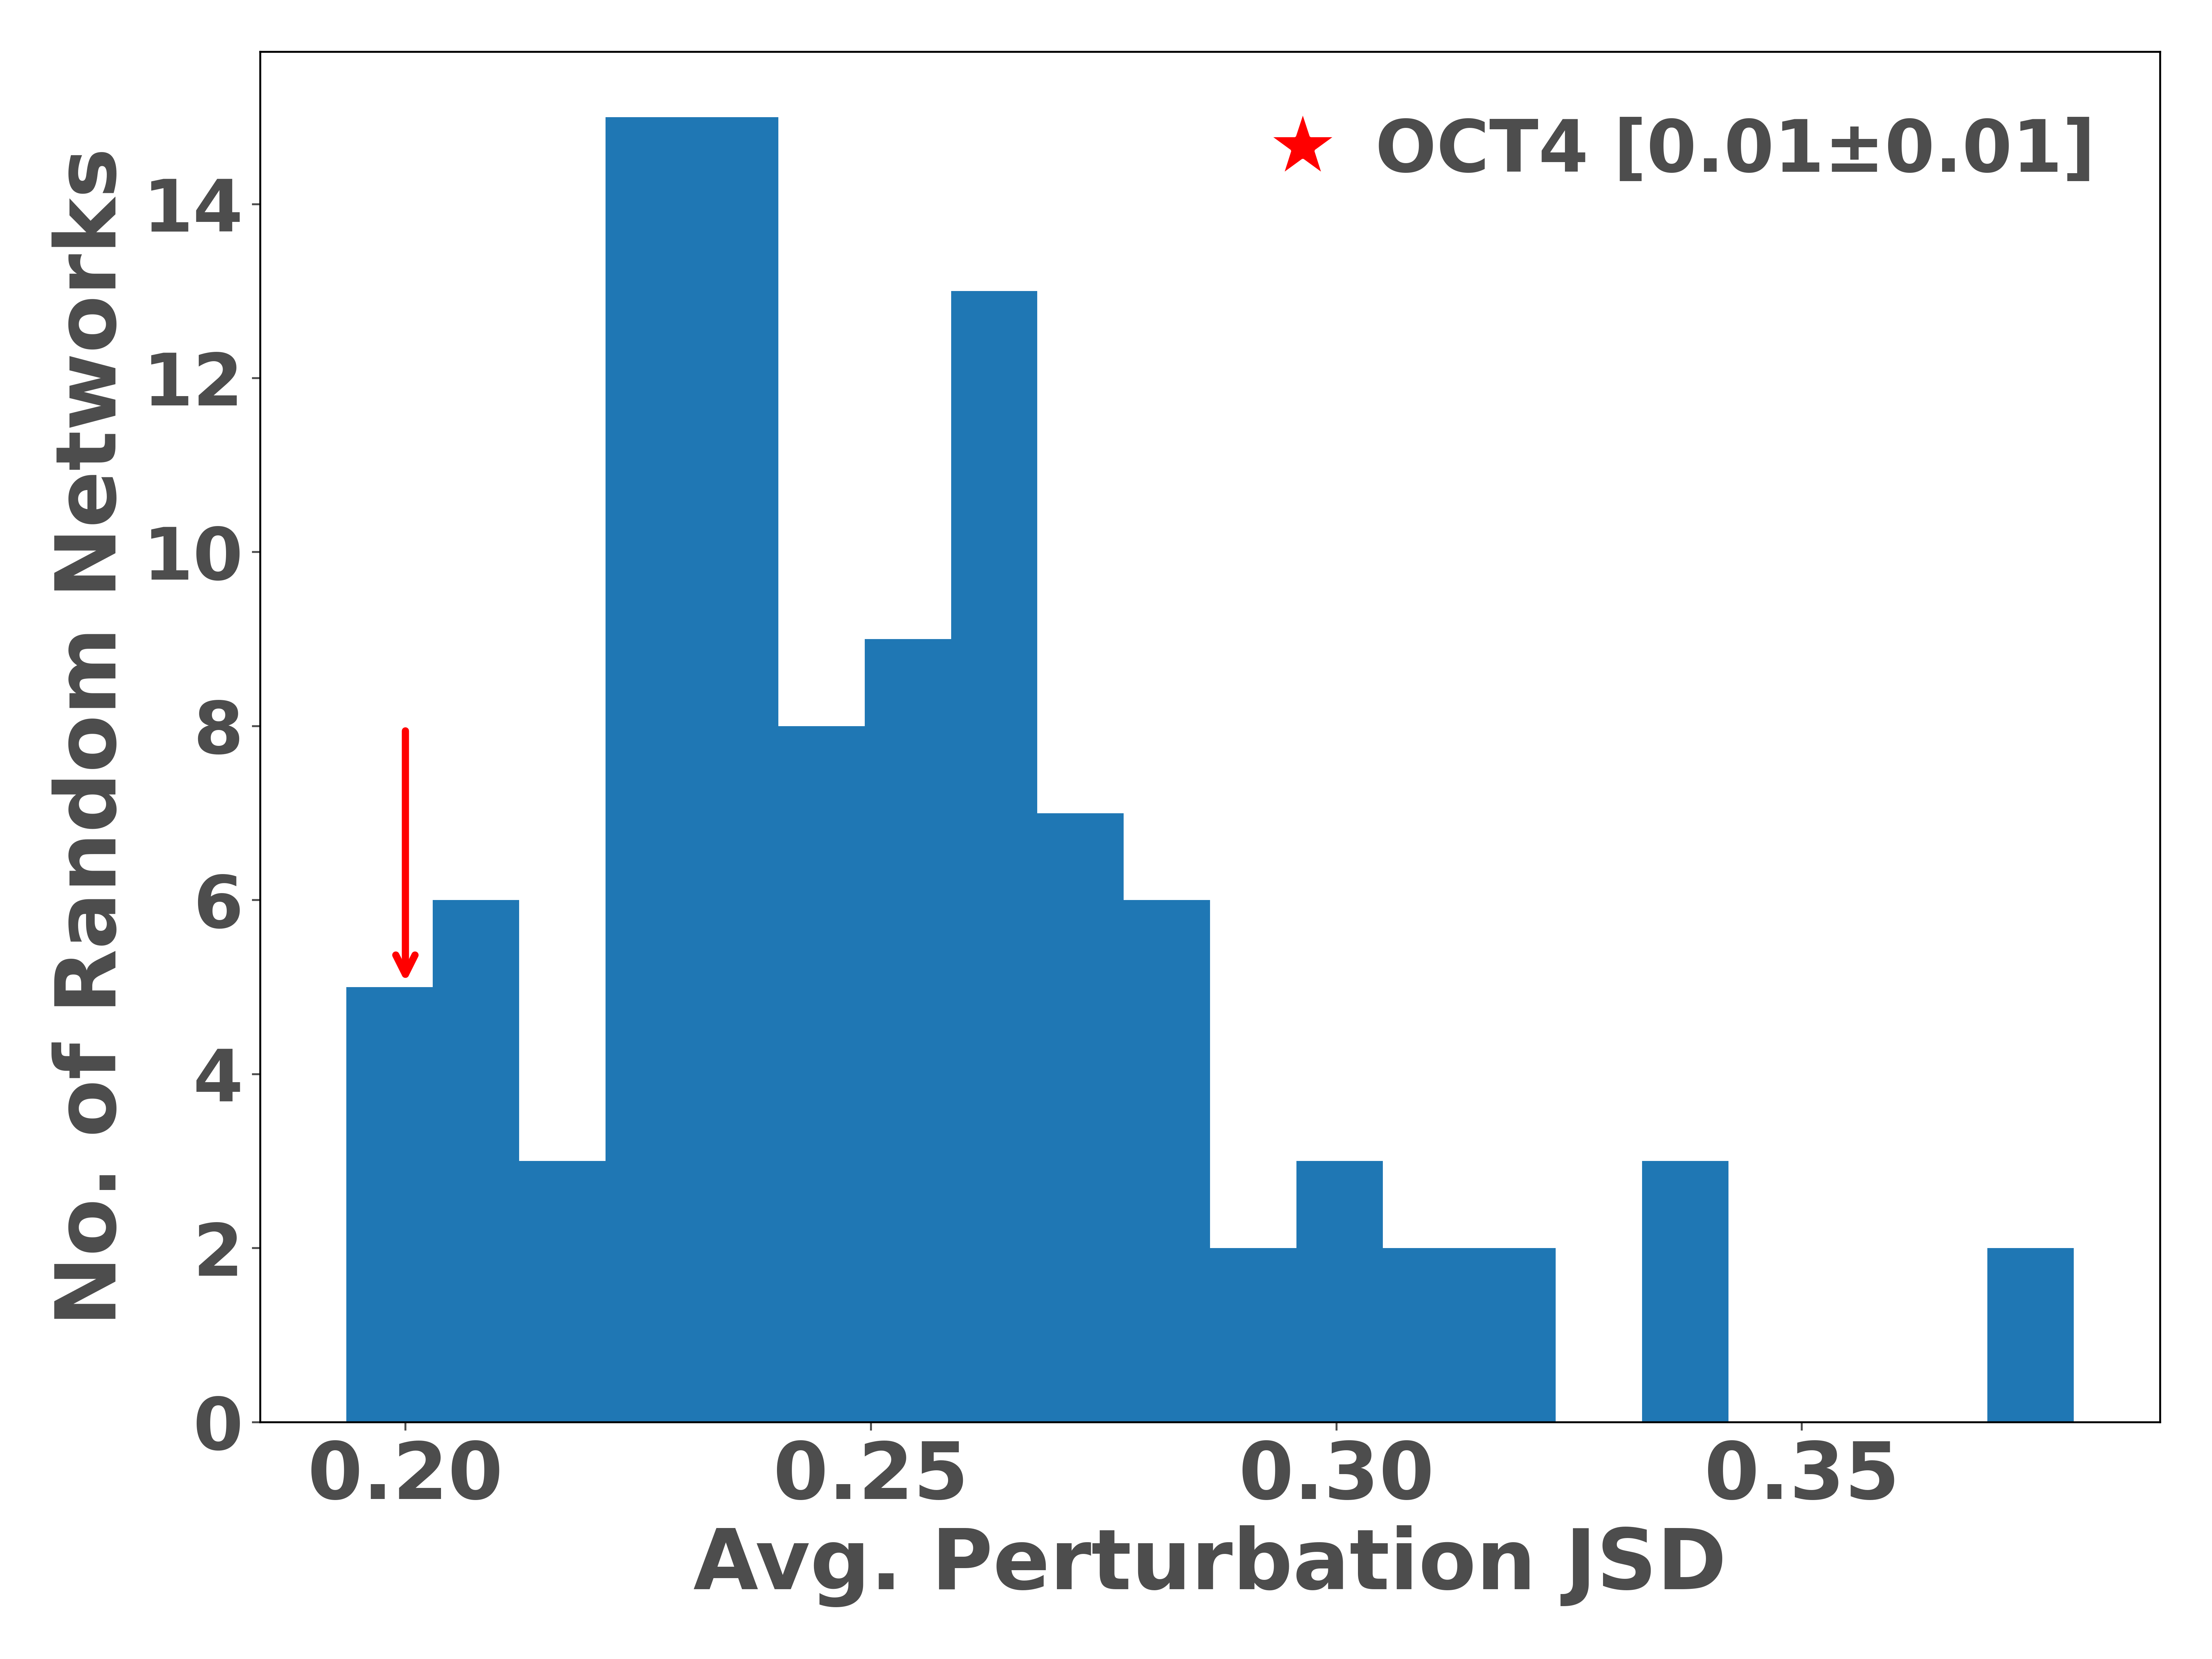 OCT4 [0.01±0.01]
No. of Random Networks
14
12
10
8
6
4
2
0
0.20 0.25 0.30 0.35
Avg. Perturbation JSD